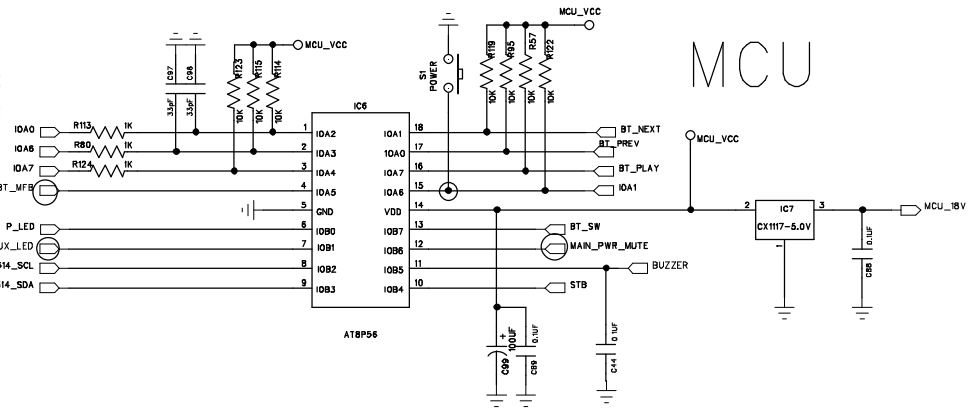 MCU
MCU_VCC
MCU_VCC
MCU_VCC
C97
33pF
C98
33pF
R123
10K
R115
10K
R114
10K
S1
POWER
R119
10K
R95
10K
R57
10K
R122
10K
IC6
AT8P56
IOA0
R113
1K
1
IOA2
IOA6
R80
1K
2
IOA3
IOA7
R124
1K
3
IOA4
BT_MFB
4
IOA5
5
GND
P_LED
6
IOB0
UX_LED
7
IOB1
614_SCL
8
IOB2
614_SDA
9
IOB3
IOA1
18
BT_NEXT
IOA0
17
BT_PREV
IOA7
16
BT_PLAY
IOA6
15
IOA1
VDD
14
IOB7
13
BT_SW
IOB6
12
MAIN_PWR_MUTE
IOB5
11
BUZZER
IOB4
10
STB
2
IC7
CX1117-5.0V
3
1
MCU_18V
0.1UF
C88
+
100UF
C99
0.1UF
C89
0.1UF
C44